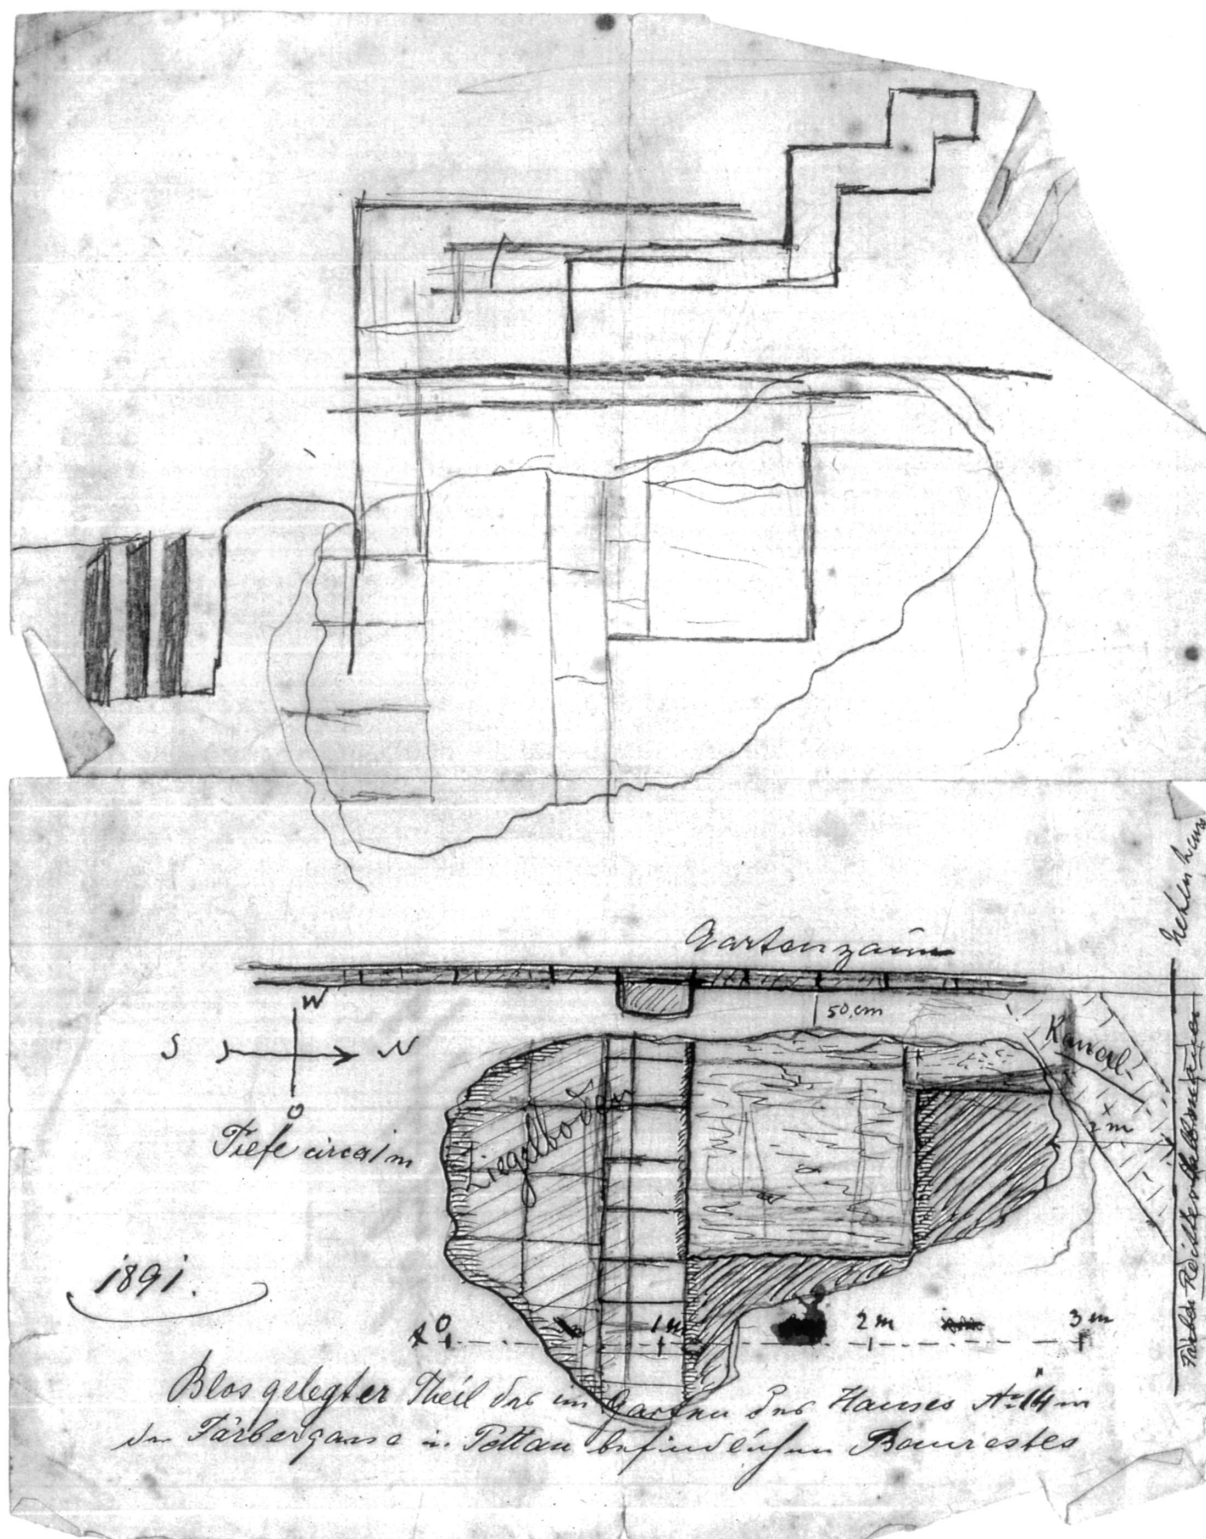 Gartenzaun
W
S
N
O
50 cm
Kanal
2 m
Tiefe circa 1 m
Ziegelboden
1891.
0
1 m
2 m
3 m
Blos gelegter Theil des im Garten des Hauses No 14 in
der Färbergasse in Pettau befindlichen Baurestes